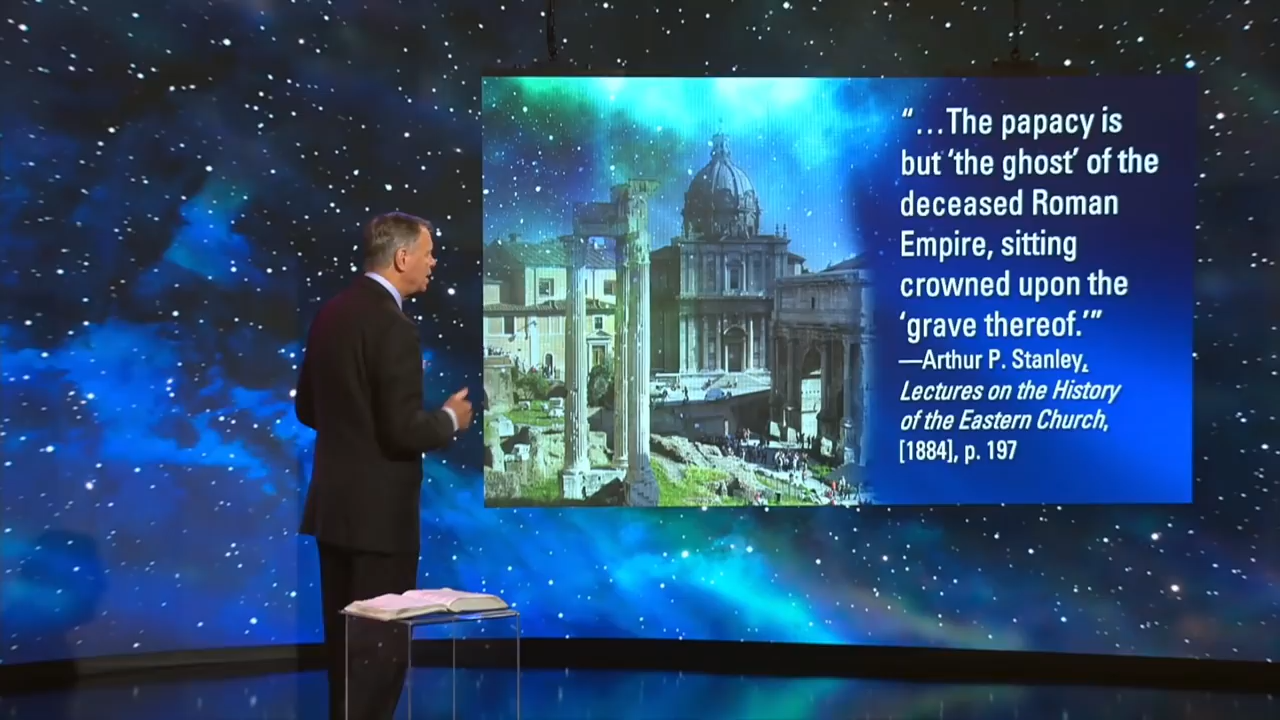 “…The papacy is
but ‘the ghost’ of the
deceased Roman
Empire, sitting
crowned upon the
‘grave thereof.’”
—Arthur P. Stanley,
Lectures on the History
of the Eastern Church,
[1884], p. 197